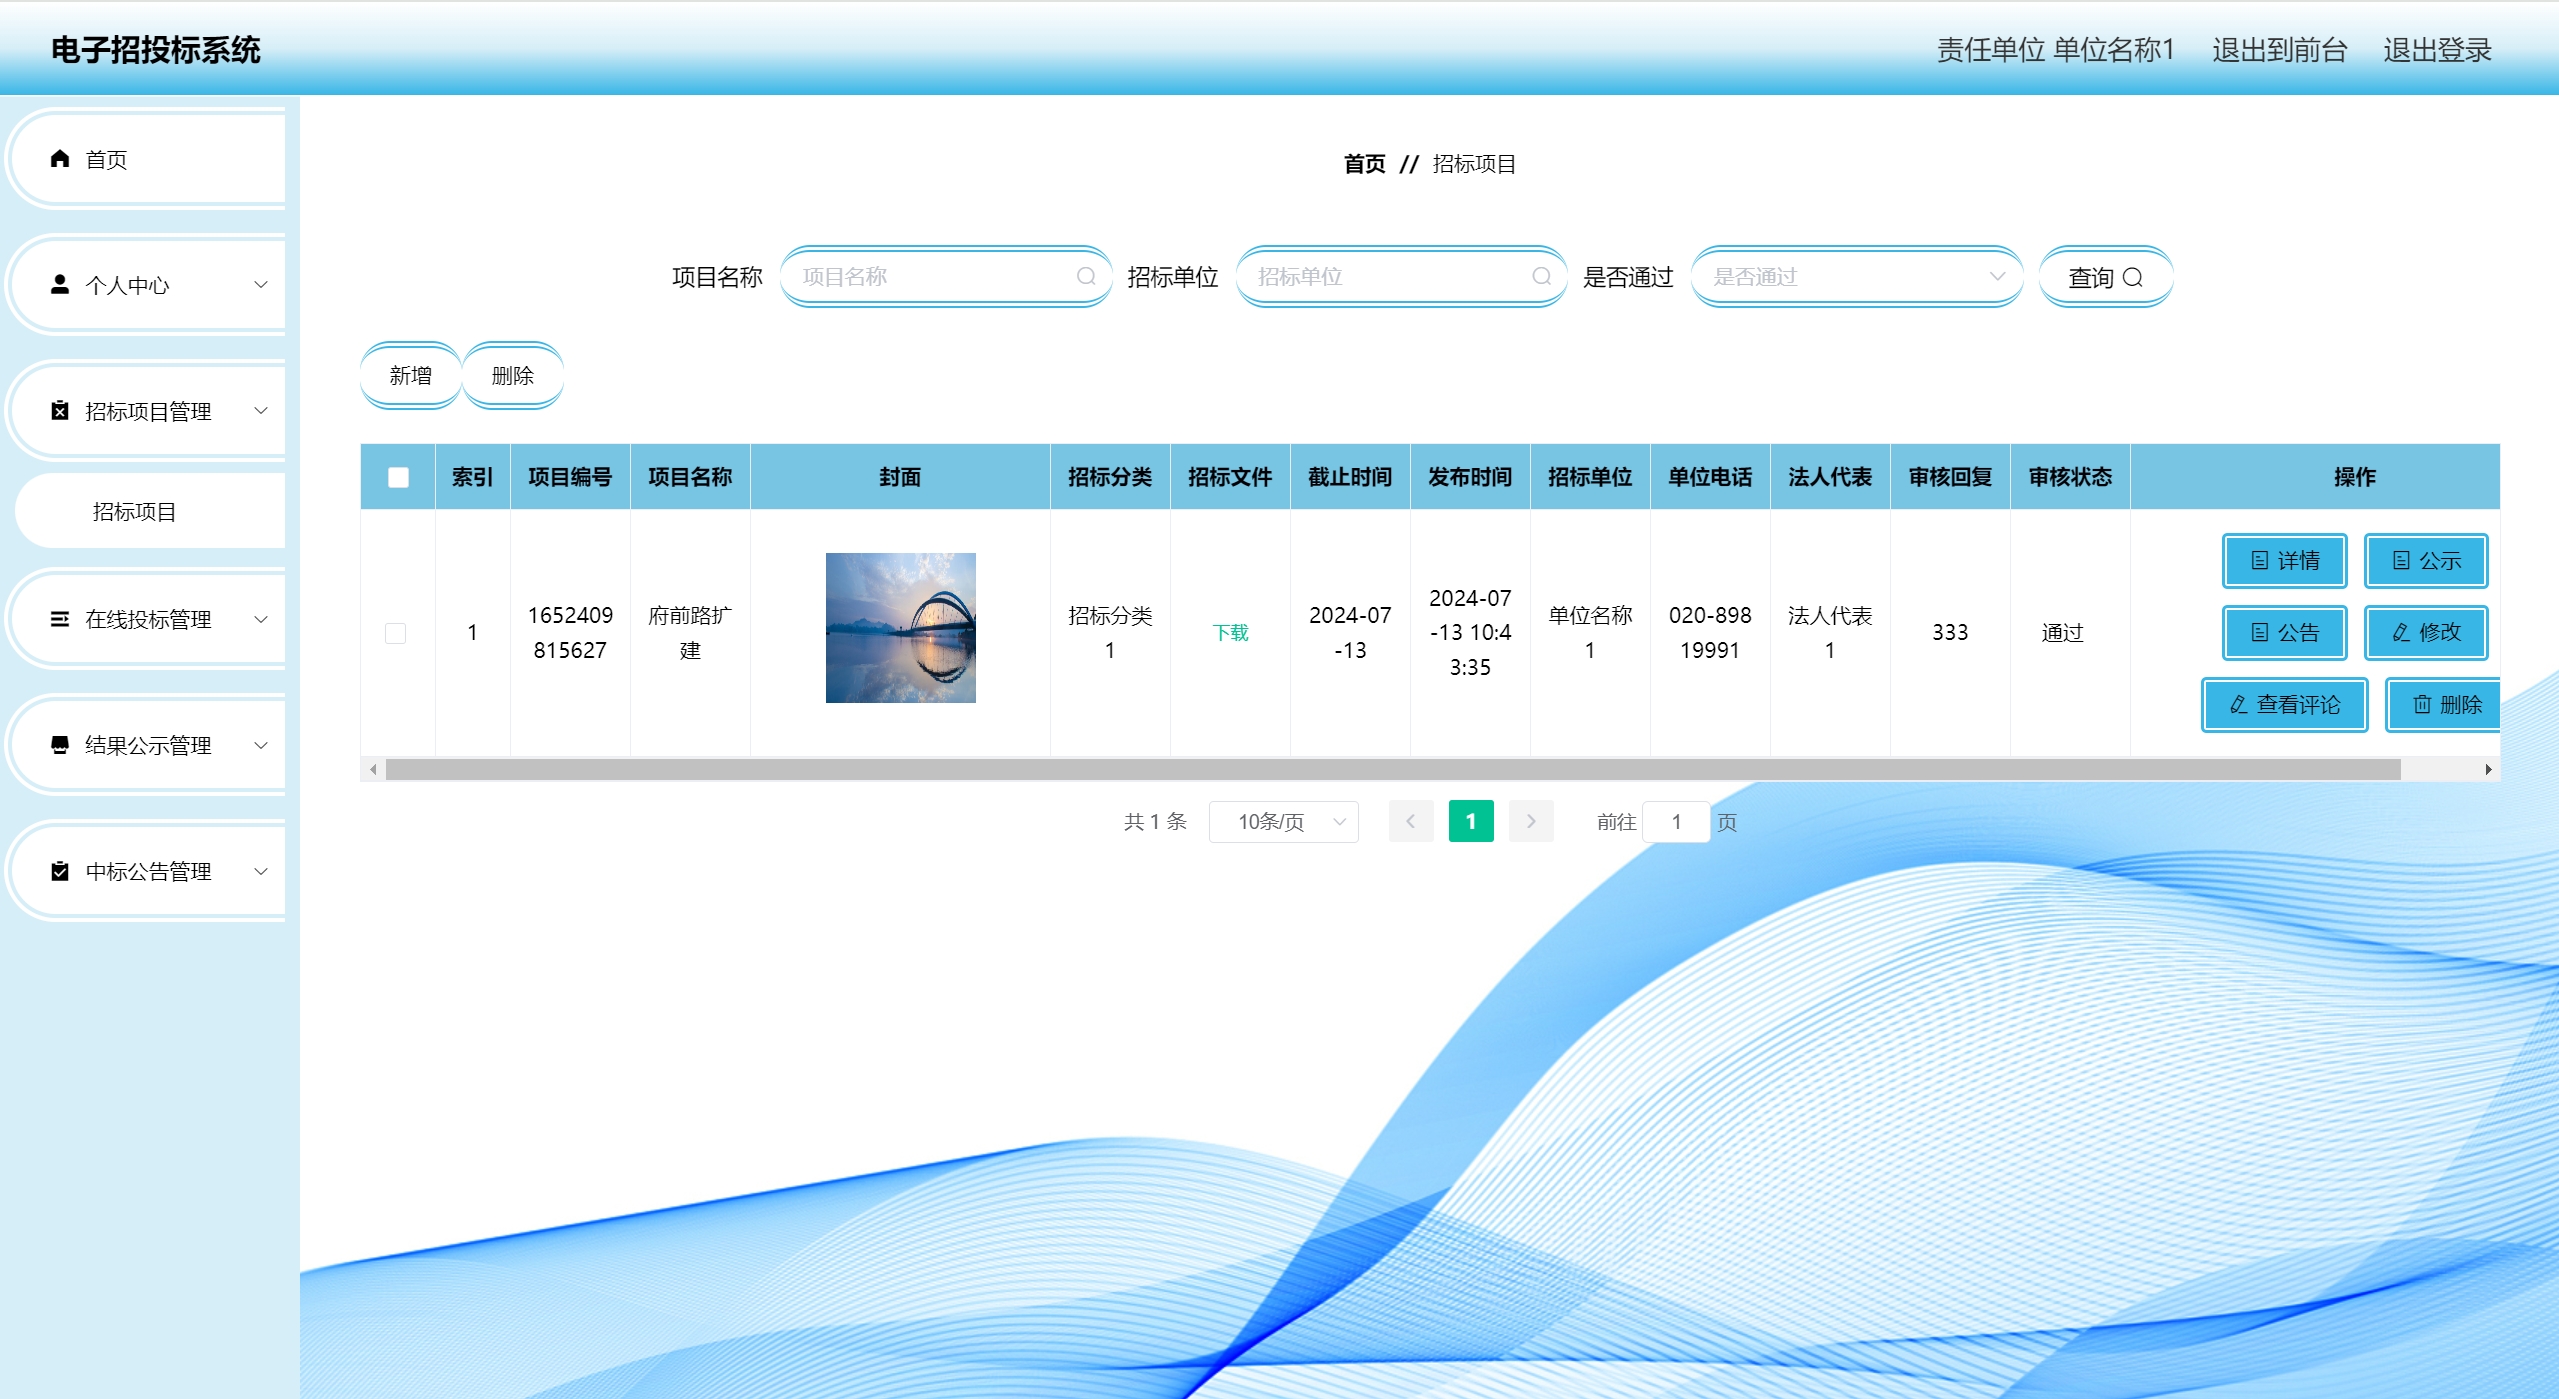 电子招投标系统
责任单位 单位名称1 退出到前台 退出登录
首页
个人中心
招标项目管理
招标项目
在线投标管理
结果公示管理
中标公告管理
首页 // 招标项目
项目名称 项目名称 招标单位 招标单位 是否通过 是否通过 查询
新增 删除
索引 项目编号 项目名称 封面 招标分类 招标文件 截止时间 发布时间 招标单位 单位电话 法人代表 审核回复 审核状态 操作
1
1652409
815627
府前路扩
建
招标分类
1
下载
2024-07
-13
2024-07
-13 10:4
3:35
单位名称
1
020-898
19991
法人代表
1
333
通过
详情 公示
公告 修改
查看评论 删除
共 1 条 10条/页 1 前往 1 页